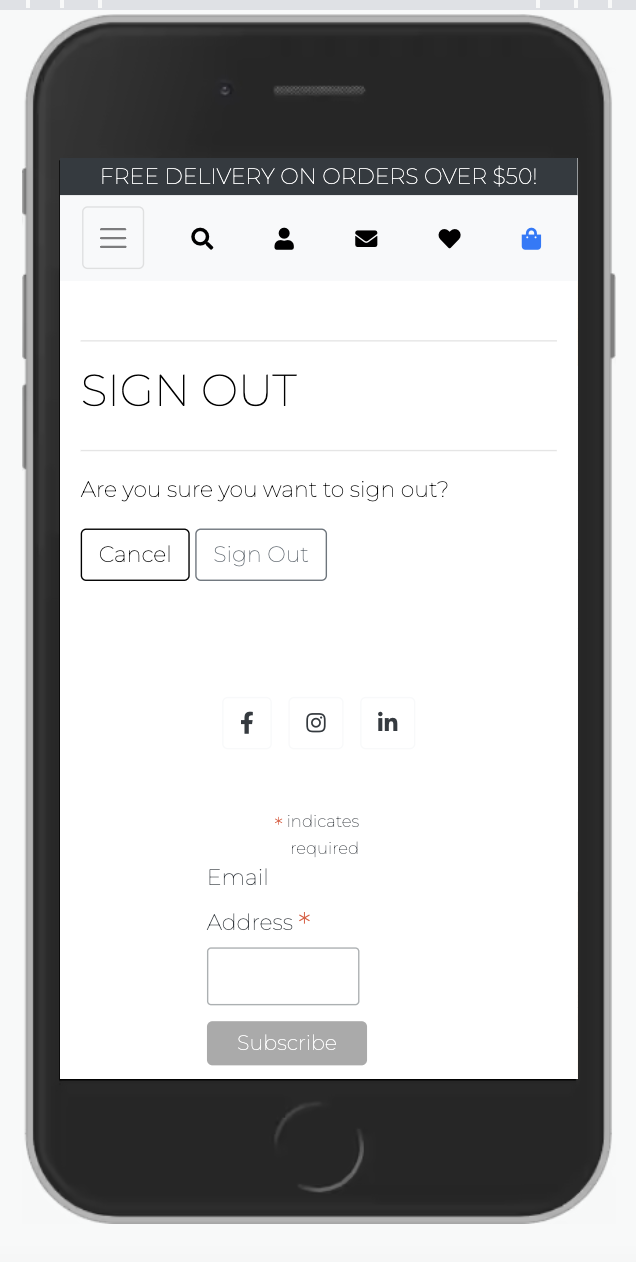 FREE DELIVERY ON ORDERS OVER $50!
SIGN OUT
Are you sure you want to sign out?
Cancel Sign Out
* indicates
required
Email
Address *
Subscribe